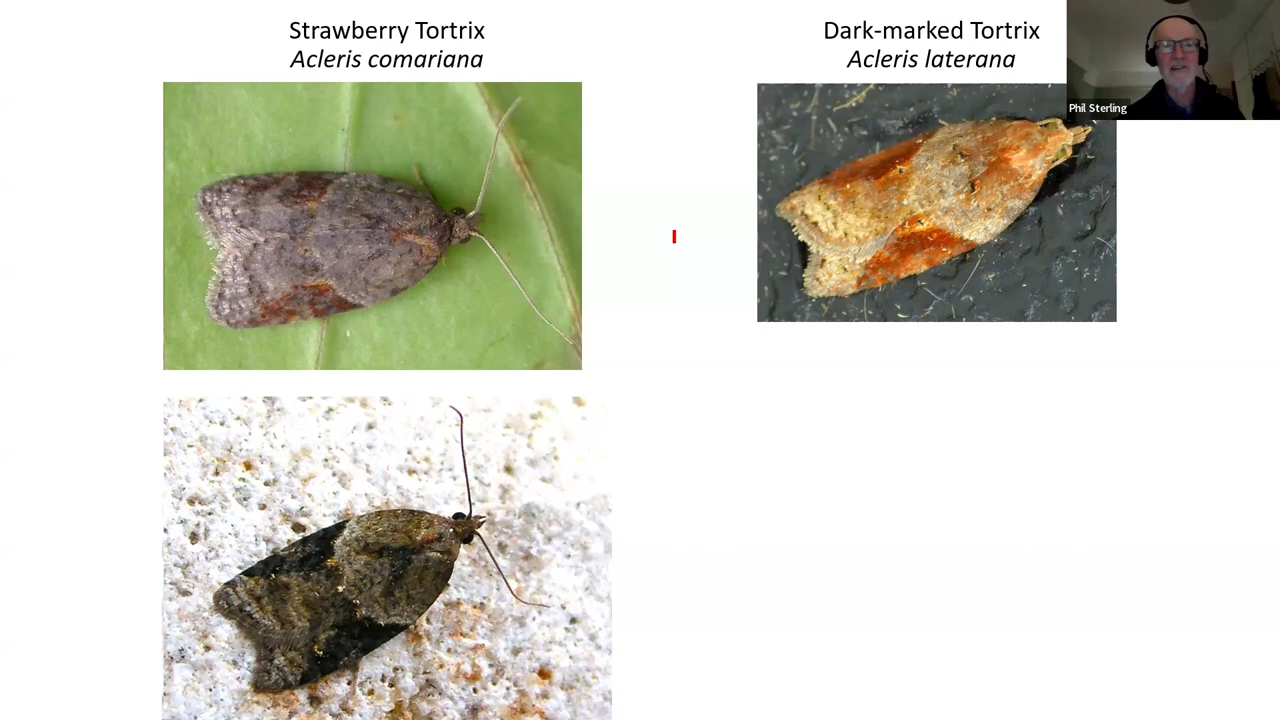 Strawberry Tortrix
Acleris comariana
Dark-marked Tortrix
Acleris laterana
Phil Sterling